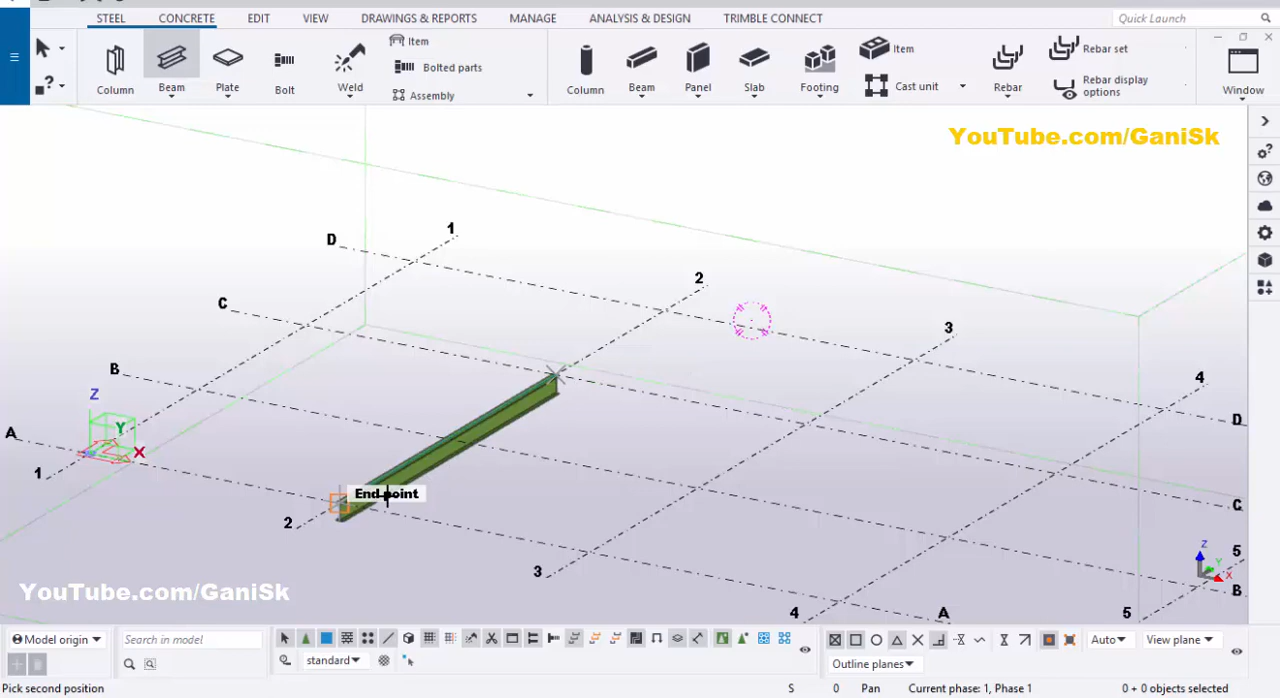 STEEL CONCRETE EDIT VIEW DRAWINGS & REPORTS MANAGE ANALYSIS & DESIGN TRIMBLE CONNECT Quick Launch
Item Item Rebar set
Bolted parts Rebar display options
Column Beam Plate Bolt Weld Assembly Column Beam Panel Slab Footing Cast unit Rebar Window
YouTube.com/GaniSk
1
D
2
C
3
B
4
Z
D
Y
A
X
1
End point
C
2
Z
5
Y
3
X
B
YouTube.com/GaniSk
4
A
5
Model origin Search in model Auto View plane
standard Outline planes
Pick second position S 0 Pan Current phase: 1, Phase 1 0 + 0 objects selected